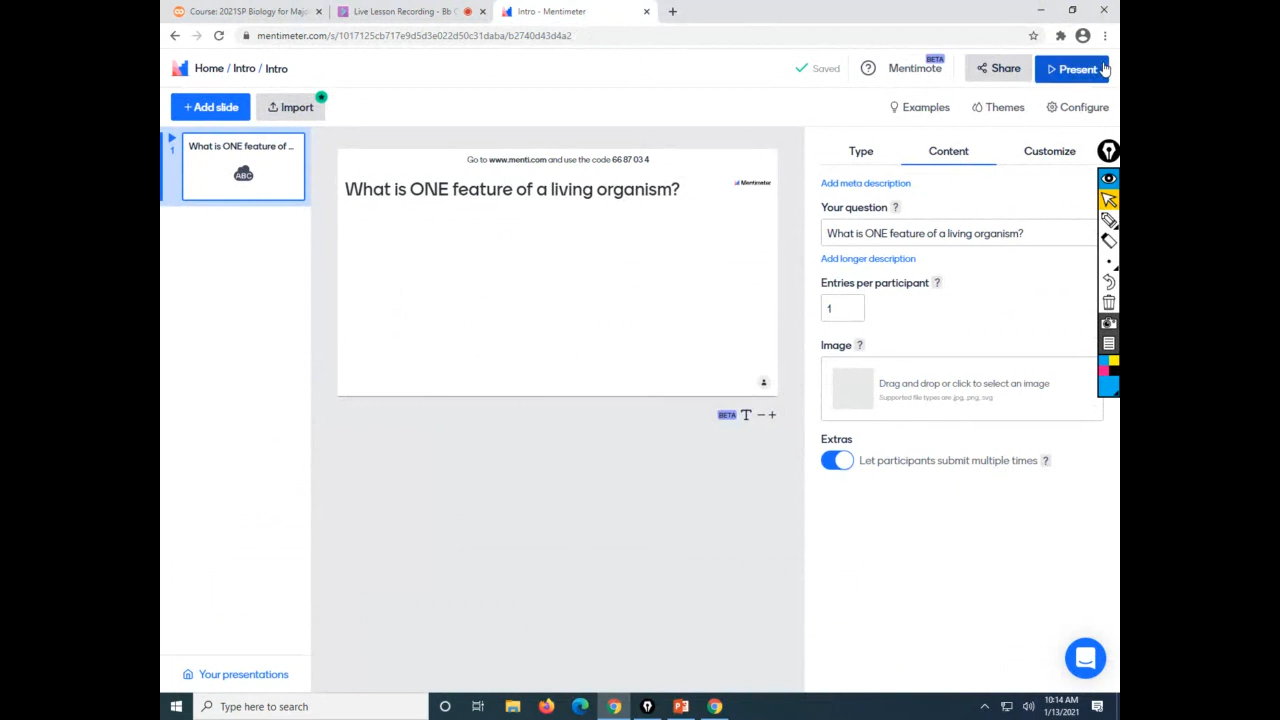 Course: 2021SP Biology for Maj
Live Lesson Recording - Bb C
Intro - Mentimeter
mentimeter.com/s/1017125cb717e9d5d3e022d50c31daba/b2740d43d4a2
Home / Intro / Intro
Saved
Mentimote
BETA
Share
Present
+ Add slide
Import
Examples
Themes
Configure
1
What is ONE feature of ...
ABC
Go to www.menti.com and use the code 66 87 03 4
What is ONE feature of a living organism?
Mentimeter
BETA
T
Type
Content
Customize
Add meta description
Your question ?
What is ONE feature of a living organism?
Add longer description
Entries per participant ?
1
Image ?
Drag and drop or click to select an image
Supported file types are .jpg, .png, .svg
Extras
Let participants submit multiple times ?
Your presentations
Type here to search
10:14 AM
1/13/2021